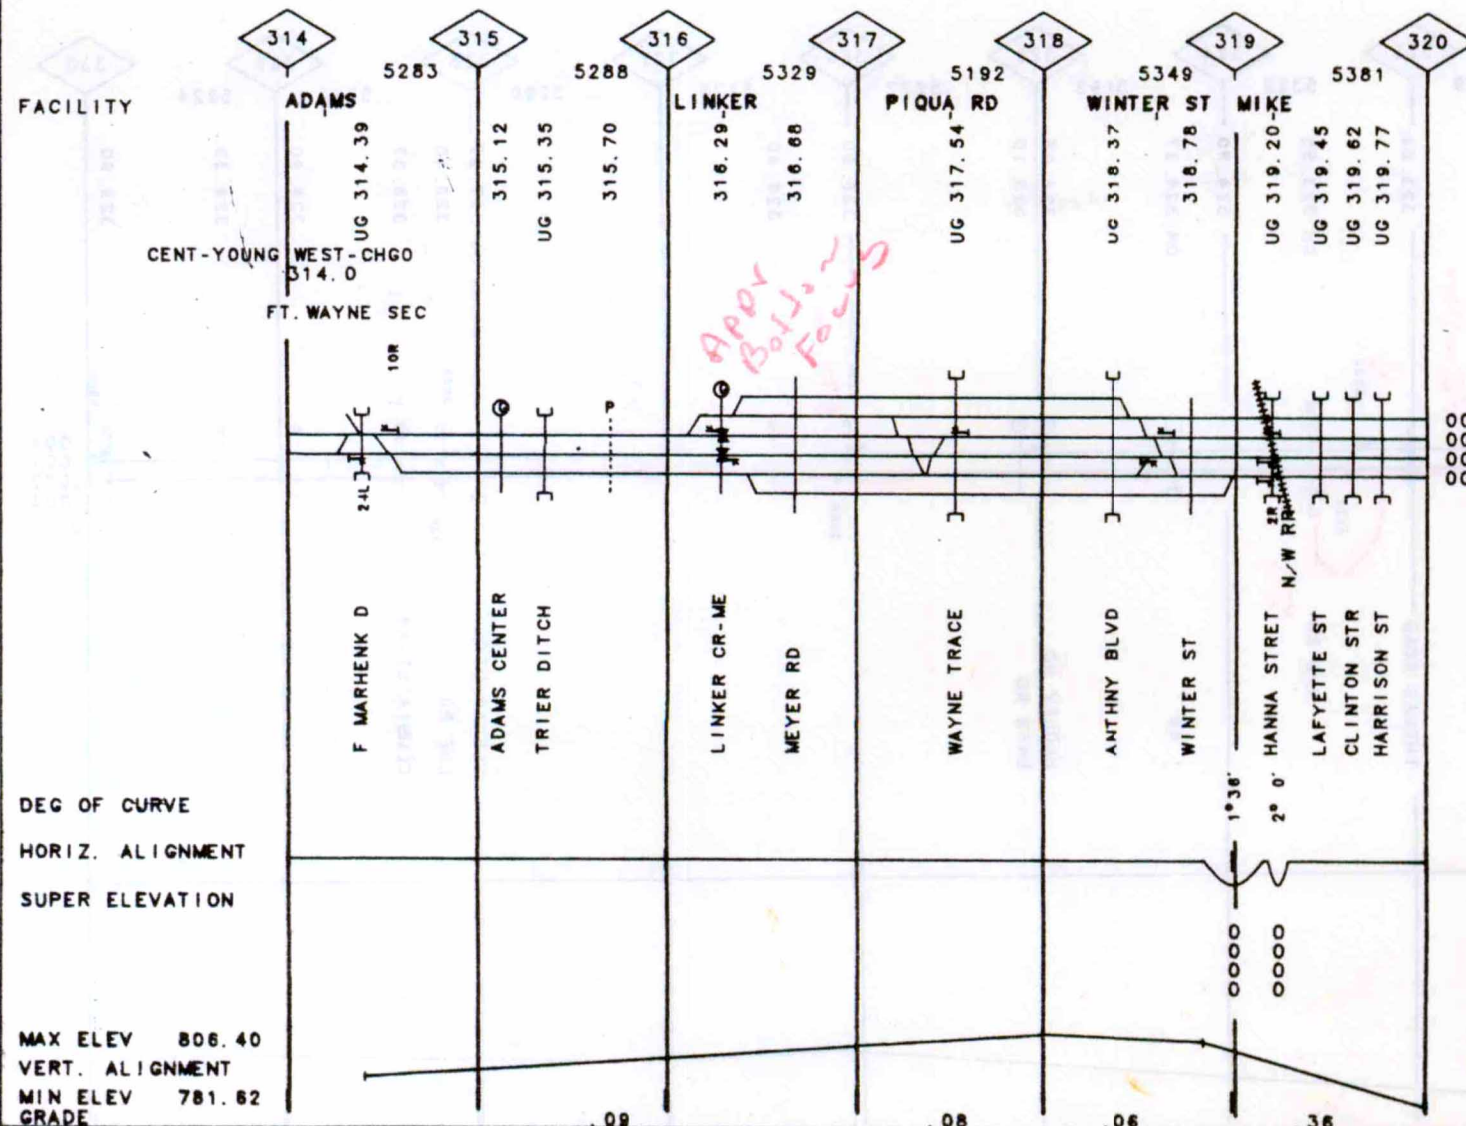 314 315 316 317 318 319 320
5283 5288 5329 5192 5349 5381
FACILITY ADAMS LINKER PIQUA RD WINTER ST MIKE
UG 314.39
315.12
UG 315.35
315.70
316.29
316.68
UG 317.54
UG 318.37
318.78
UG 319.20
UG 319.45
UG 319.62
UG 319.77
CENT-YOUNG WEST-CHGO
314.0
FT. WAYNE SEC
Appr
Bottom
Focus
10R
P
24L
2R
N/W RR
F MARHENK D
ADAMS CENTER
TRIER DITCH
LINKER CR-ME
MEYER RD
WAYNE TRACE
ANTHNY BLVD
WINTER ST
HANNA STRET
LAFYETTE ST
CLINTON STR
HARRISON ST
DEG OF CURVE
1°36'
2° 0'
HORIZ. ALIGNMENT
SUPER ELEVATION
0000
0000
MAX ELEV 806.40
VERT. ALIGNMENT
MIN ELEV 781.62
GRADE .09 .08 .06 .36